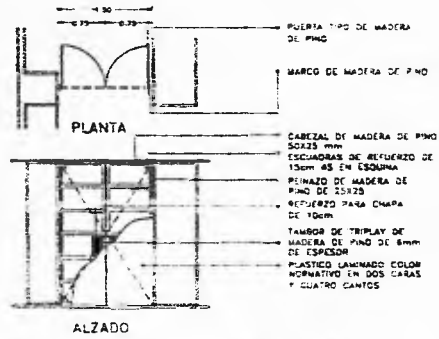 1.50
0.75 0.75
PUERTA TIPO DE MADERA
DE PINO
MARCO DE MADERA DE PINO
PLANTA
CABEZAL DE MADERA DE PINO
50X25 mm
ESCUADRAS DE REFUERZO DE
15cm 45 EN ESQUINA
PEINAZO DE MADERA DE
PINO DE 25X25
REFUERZO PARA CHAPA
DE 10cm
TAMBOR DE TRIPLAY DE
MADERA DE PINO DE 6mm
DE ESPESOR
PLASTICO LAMINADO COLOR
NORMATIVO EN DOS CARAS
Y CUATRO CANTOS
ALZADO